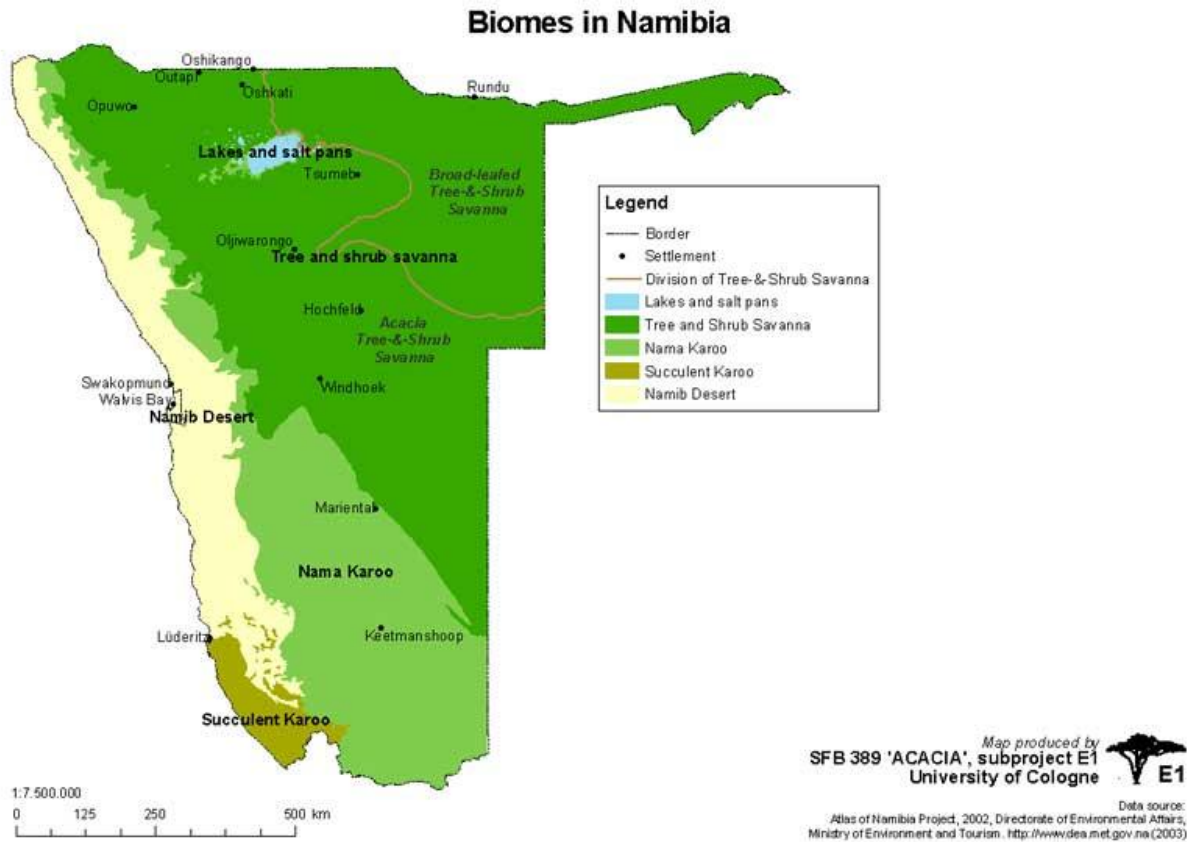 Biomes in Namibia
Oshikango
Outapi
Oshkati
Opuwo
Rundu
Lakes and salt pans
Tsumeb
Broad-leafed
Tree-&-Shrub
Savanna
Otjiwarongo
Tree and shrub savanna
Hochfeld
Acacia
Tree-&-Shrub
Savanna
Windhoek
Swakopmund
Walvis Bay
Namib Desert
Mariental
Nama Karoo
Lüderitz
Keetmanshoop
Succulent Karoo
Legend
Border
Settlement
Division of Tree-&-Shrub Savanna
Lakes and salt pans
Tree and Shrub Savanna
Nama Karoo
Succulent Karoo
Namib Desert
1:7.500.000
0 125 250 500 km
Map produced by
SFB 389 'ACACIA', subproject E1
University of Cologne
E1
Data source:
Atlas of Namibia Project, 2002, Directorate of Environmental Affairs,
Ministry of Environment and Tourism. http://www.dea.met.gov.na (2003)